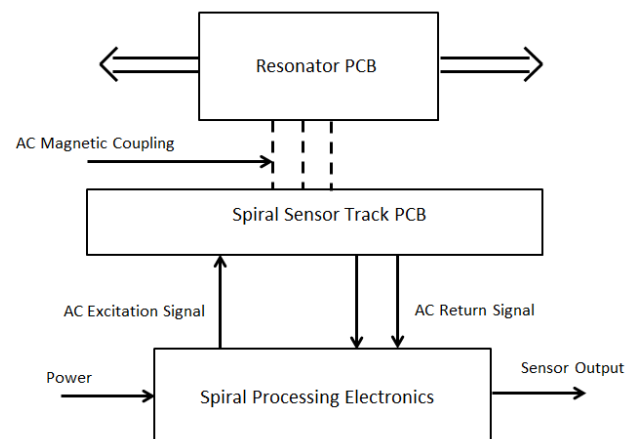 Resonator PCB
AC Magnetic Coupling
Spiral Sensor Track PCB
AC Excitation Signal
AC Return Signal
Power
Spiral Processing Electronics
Sensor Output